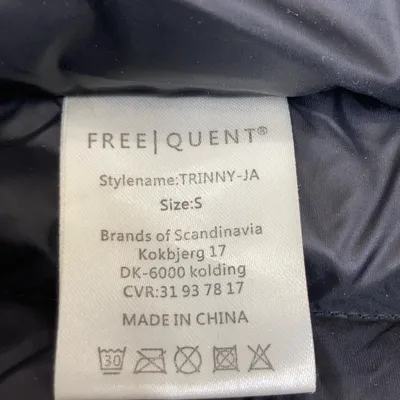 FREE|QUENT®
Stylename:TRINNY-JA
Size:S
Brands of Scandinavia
Kokbjerg 17
DK-6000 kolding
CVR:31 93 78 17
MADE IN CHINA
30